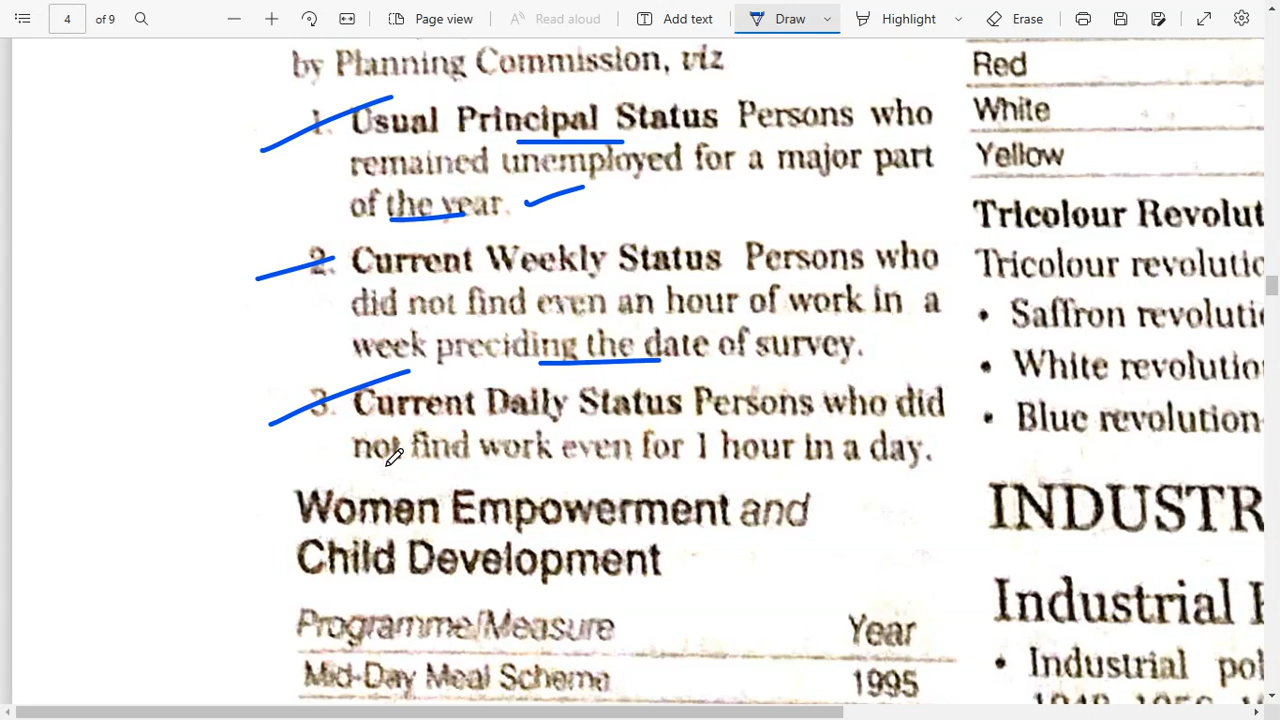 4 of 9 Page view Read aloud Add text Draw Highlight Erase
by Planning Commission, viz
1. Usual Principal Status Persons who
remained unemployed for a major part
of the year.
2. Current Weekly Status Persons who
did not find even an hour of work in a
week preciding the date of survey.
3. Current Daily Status Persons who did
not find work even for 1 hour in a day.
Women Empowerment and
Child Development
Programme/Measure Year
Mid-Day Meal Scheme 1995
Red
White
Yellow
Tricolour Revolut
Tricolour revolutio
• Saffron revoluti
• White revolutio
• Blue revolution-
INDUSTR
Industrial
• Industrial pol